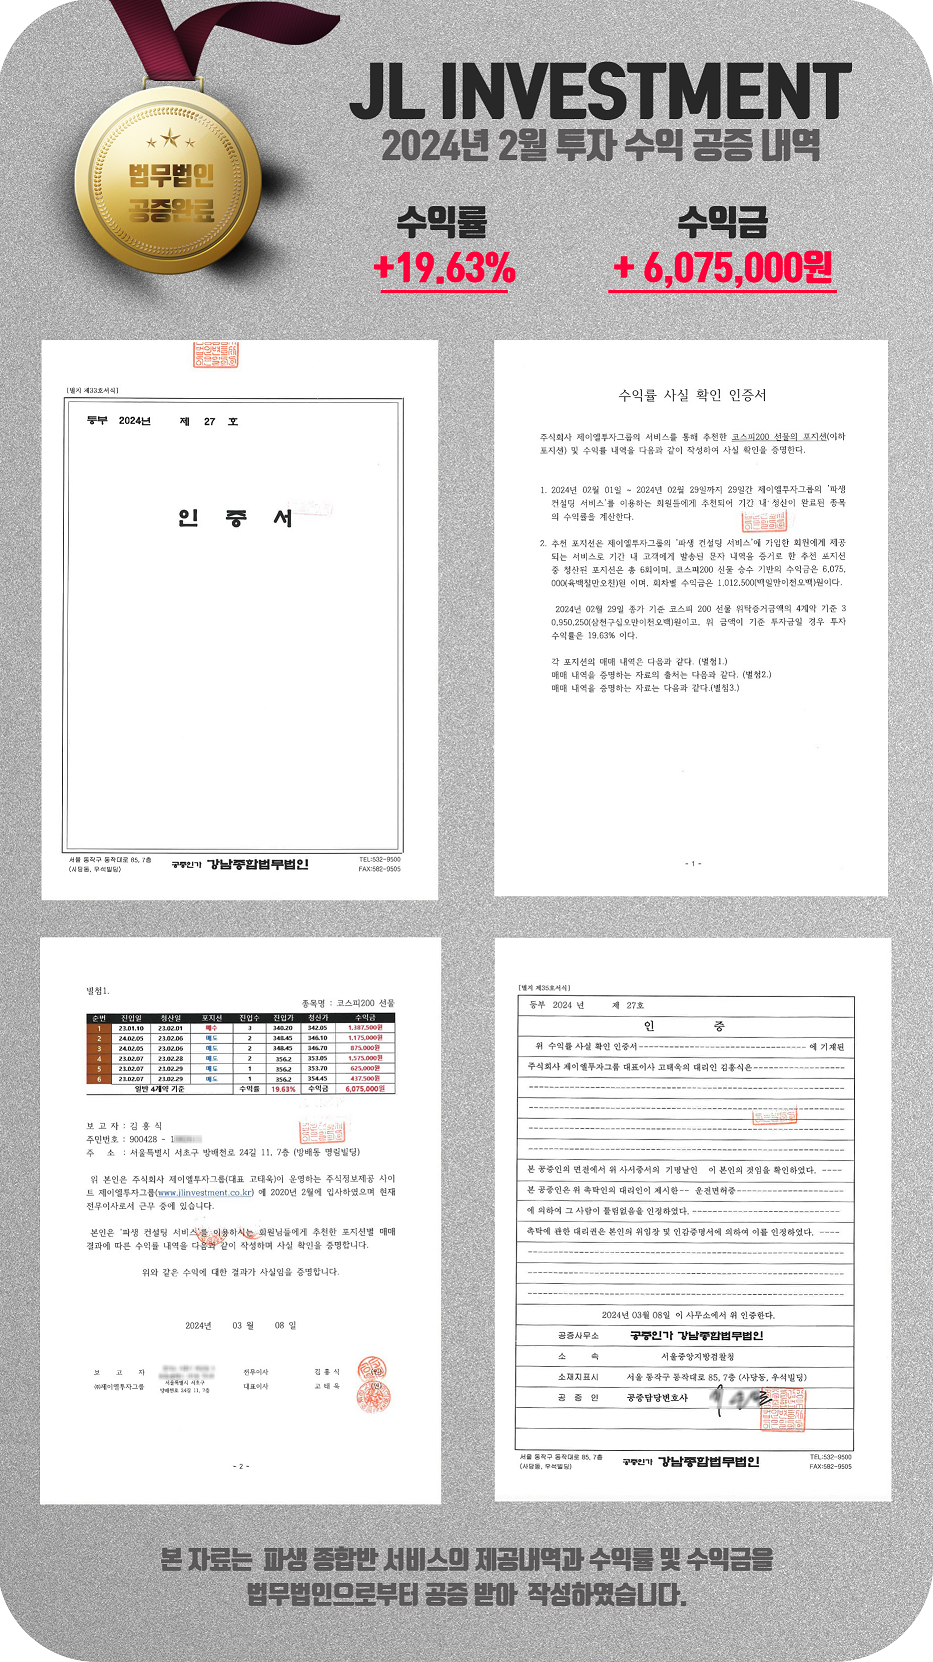 JL INVESTMENT
2024년 2월 투자 수익 공증 내역
법무법인
공증완료
수익률
+19.63%
수익금
+ 6,075,000원
[별지 제33호서식]
등부 2024년 제 27 호
인 증 서
서울 동작구 동작대로 85, 7층
(사당동, 우석빌딩)
공증인가 강남종합법무법인
TEL:532-9500
FAX:582-9505
수익률 사실 확인 인증서
주식회사 제이엘투자그룹의 서비스를 통해 추천한 코스피200 선물의 포지션(이하
포지션) 및 수익률 내역을 다음과 같이 작성하여 사실 확인을 증명한다.
1. 2024년 02월 01일 ~ 2024년 02월 29일까지 29일간 제이엘투자그룹의 '파생
컨설팅 서비스'를 이용하는 회원들에게 추천되어 기간 내 청산이 완료된 종목
의 수익률을 계산한다.
2. 추천 포지션은 제이엘투자그룹의 '파생 컨설팅 서비스'에 가입한 회원에게 제공
되는 서비스로 기간 내 고객에게 발송된 문자 내역을 증거로 한 추천 포지션
중 청산된 포지션은 총 6회이며, 코스피200 선물 승수 기반의 수익금은 6,075,
000(육백칠만오천)원 이며, 회차별 수익금은 1,012,500(백일만이천오백)원이다.
2024년 02월 29일 종가 기준 코스피 200 선물 위탁증거금액의 4계약 기준 3
0,950,250(삼천구십오만이천오백)원이고, 위 금액이 기준 투자금일 경우 투자
수익률은 19.63% 이다.
각 포지션의 매매 내역은 다음과 같다. (별첨1.)
매매 내역을 증명하는 자료의 출처는 다음과 같다. (별첨2.)
매매 내역을 증명하는 자료는 다음과 같다.(별첨3.)
- 1 -
별첨1.
종목명 : 코스피200 선물
순번 진입일 청산일 포지션 진입수 진입가 청산가 수익금
1 23.01.10 23.02.01 매수 3 348.20 342.05 1,387,500원
2 24.02.05 23.02.06 매도 2 348.45 346.10 1,175,000원
3 24.02.05 23.02.06 매도 2 348.45 346.70 875,000원
4 23.02.07 23.02.28 매도 2 356.2 353.05 1,575,000원
5 23.02.07 23.02.29 매도 1 356.2 353.70 625,000원
6 23.02.07 23.02.29 매도 1 356.2 354.45 437,500원
일반 4계약 기준 수익률 19.63% 수익금 6,075,000원
보 고 자 : 김 홍 식
주민번호 : 900428 - 1
주 소 : 서울특별시 서초구 방배천로 24길 11, 7층 (방배동 명림빌딩)
위 본인은 주식회사 제이엘투자그룹(대표 고태욱)이 운영하는 주식정보제공 사이
트 제이엘투자그룹(www.jlinvestment.co.kr) 에 2020년 2월에 입사하였으며 현재
전무이사로서 근무 중에 있습니다.
본인은 '파생 컨설팅 서비스'를 이용하시는 회원님들에게 추천한 포지션별 매매
결과에 따른 수익률 내역을 다음과 같이 작성하며 사실 확인을 증명합니다.
위와 같은 수익에 대한 결과가 사실임을 증명합니다.
2024년 03 월 08 일
보 고 자 전무이사 김 홍 식
서울특별시 서초구
㈜제이엘투자그룹 방배천로 24길 11, 7층 대표이사 고 태 욱
- 2 -
[별지 제35호서식]
등부 2024 년 제 27호
인 증
위 수익률 사실 확인 인증서 에 기재된
주식회사 제이엘투자그룹 대표이사 고태욱의 대리인 김홍식은
본 공증인의 면전에서 위 사서증서의 기명날인 이 본인의 것임을 확인하였다.
본 공증인은 위 촉탁인의 대리인이 제시한 운전면허증
에 의하여 그 사람이 틀림없음을 인정하였다.
촉탁에 관한 대리권은 본인의 위임장 및 인감증명서에 의하여 이를 인정하였다.
2024년 03월 08일 이 사무소에서 위 인증한다.
공증사무소 공증인가 강남종합법무법인
소 속 서울중앙지방검찰청
소재지표시 서울 동작구 동작대로 85, 7층 (사당동, 우석빌딩)
공 증 인 공증담당변호사
서울 동작구 동작대로 85, 7층
(사당동, 우석빌딩)
공증인가 강남종합법무법인
TEL:532-9500
FAX:582-9505
본 자료는 파생 종합반 서비스의 제공내역과 수익률 및 수익금을
법무법인으로부터 공증 받아 작성하였습니다.